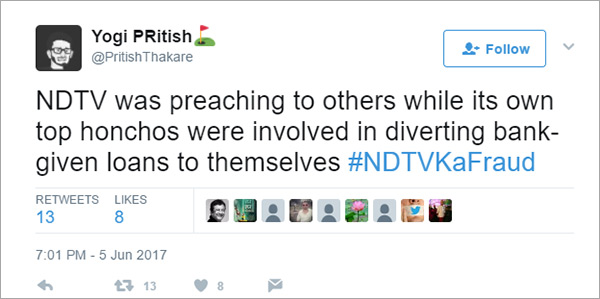 Yogi PRitish
@PritishThakare
Follow
NDTV was preaching to others while its own
top honchos were involved in diverting bank-
given loans to themselves #NDTVKaFraud
RETWEETS LIKES
13 8
7:01 PM - 5 Jun 2017
13 8